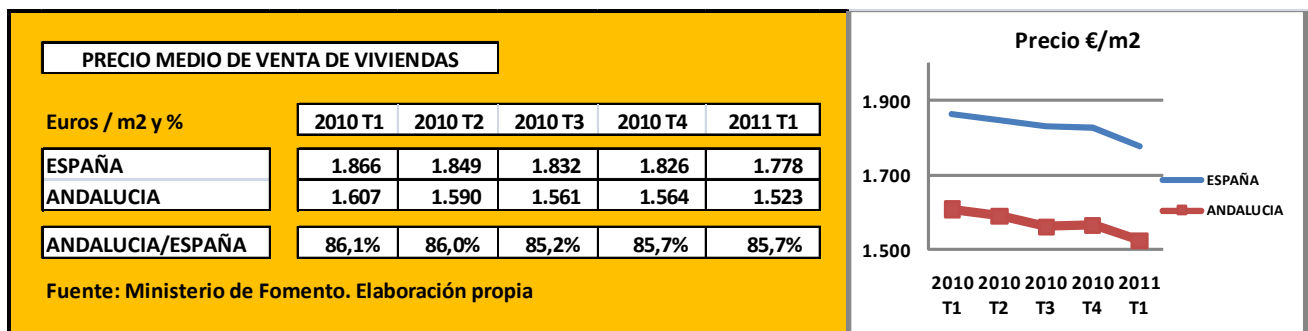 PRECIO MEDIO DE VENTA DE VIVIENDAS
Euros / m2 y % 2010 T1 2010 T2 2010 T3 2010 T4 2011 T1
ESPAÑA 1.866 1.849 1.832 1.826 1.778
ANDALUCIA 1.607 1.590 1.561 1.564 1.523
ANDALUCIA/ESPAÑA 86,1% 86,0% 85,2% 85,7% 85,7%
Fuente: Ministerio de Fomento. Elaboración propia
Precio €/m2
1.900
1.700
1.500
ESPAÑA
ANDALUCIA
2010 2010 2010 2010 2011
T1 T2 T3 T4 T1